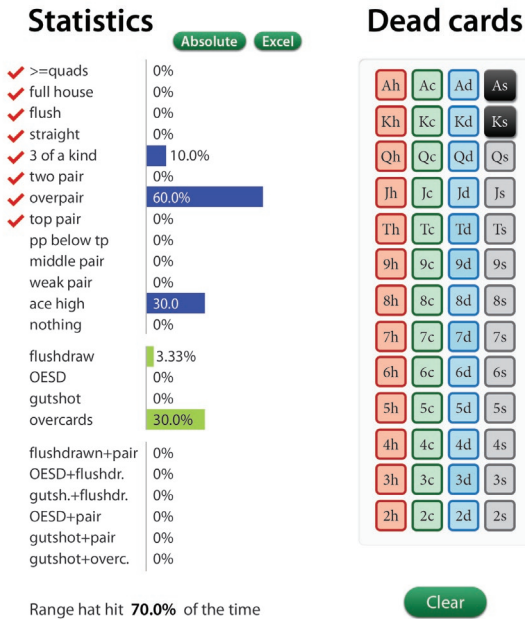 Statistics
Absolute Excel
>=quads 0%
full house 0%
flush 0%
straight 0%
3 of a kind 10.0%
two pair 0%
overpair 60.0%
top pair 0%
pp below tp 0%
middle pair 0%
weak pair 0%
ace high 30.0
nothing 0%
flushdraw 3.33%
OESD 0%
gutshot 0%
overcards 30.0%
flushdrawn+pair 0%
OESD+flushdr. 0%
gutsh.+flushdr. 0%
OESD+pair 0%
gutshot+pair 0%
gutshot+overc. 0%
Range hat hit 70.0% of the time
Dead cards
Ah Ac Ad As
Kh Kc Kd Ks
Qh Qc Qd Qs
Jh Jc Jd Js
Th Tc Td Ts
9h 9c 9d 9s
8h 8c 8d 8s
7h 7c 7d 7s
6h 6c 6d 6s
5h 5c 5d 5s
4h 4c 4d 4s
3h 3c 3d 3s
2h 2c 2d 2s
Clear